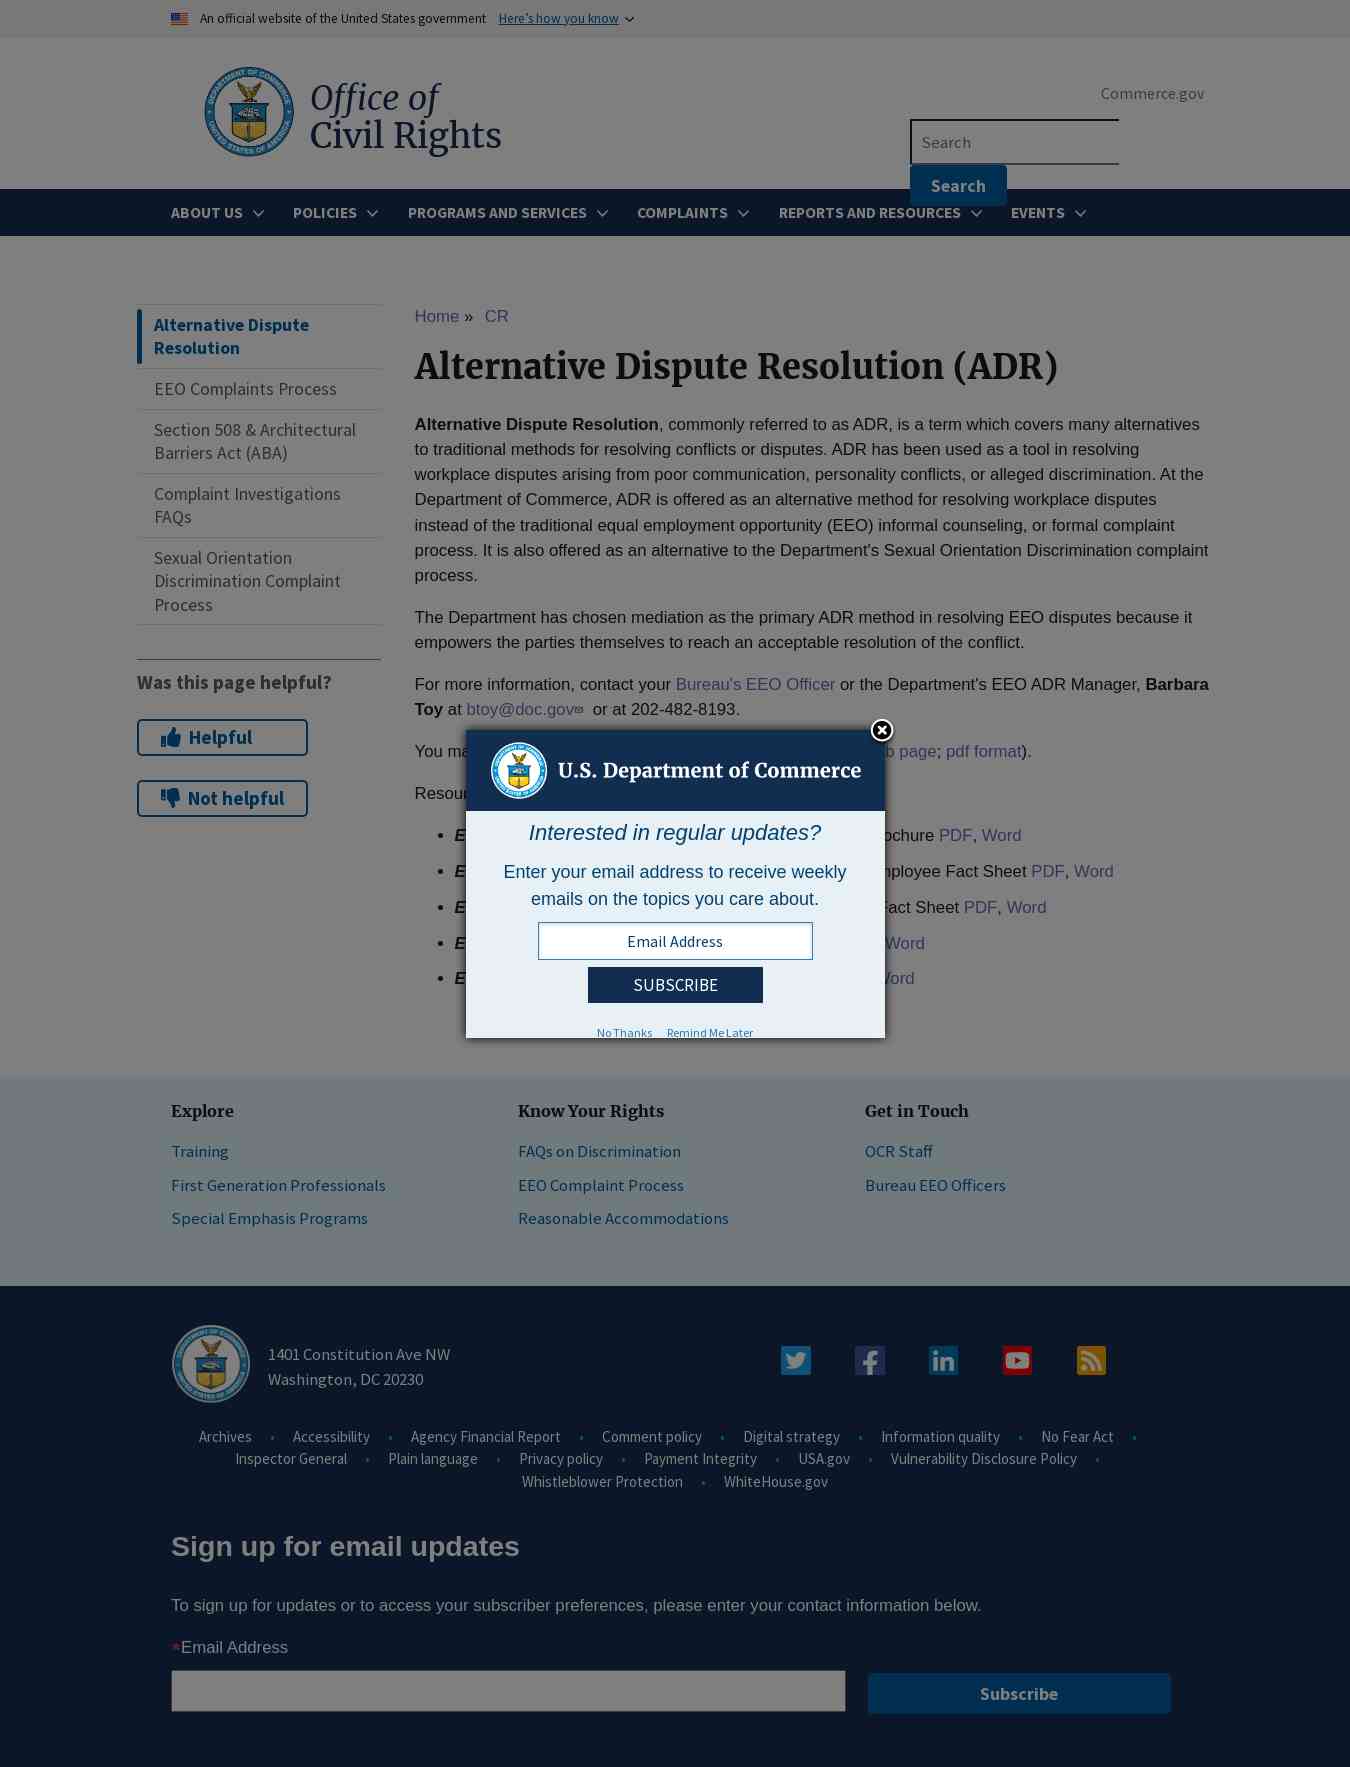 An official website of the United States government Here's how you know
Office of
Civil Rights
Commerce.gov
Search
Search
ABOUT US POLICIES PROGRAMS AND SERVICES COMPLAINTS REPORTS AND RESOURCES EVENTS
Alternative Dispute
Resolution
EEO Complaints Process
Section 508 & Architectural
Barriers Act (ABA)
Complaint Investigations
FAQs
Sexual Orientation
Discrimination Complaint
Process
Was this page helpful?
Helpful
Not helpful
Home » CR
Alternative Dispute Resolution (ADR)
Alternative Dispute Resolution, commonly referred to as ADR, is a term which covers many alternatives
to traditional methods for resolving conflicts or disputes. ADR has been used as a tool in resolving
workplace disputes arising from poor communication, personality conflicts, or alleged discrimination. At the
Department of Commerce, ADR is offered as an alternative method for resolving workplace disputes
instead of the traditional equal employment opportunity (EEO) informal counseling, or formal complaint
process. It is also offered as an alternative to the Department's Sexual Orientation Discrimination complaint
process.
The Department has chosen mediation as the primary ADR method in resolving EEO disputes because it
empowers the parties themselves to reach an acceptable resolution of the conflict.
For more information, contact your Bureau's EEO Officer or the Department's EEO ADR Manager, Barbara
Toy at btoy@doc.gov or at 202-482-8193.
You page; pdf format).
PDF, Word
Fact Sheet PDF, Word
Fact Sheet PDF, Word
Word
Word
U.S. Department of Commerce
Interested in regular updates?
Enter your email address to receive weekly
emails on the topics you care about.
Email Address
SUBSCRIBE
No Thanks Remind Me Later
Explore
Training
First Generation Professionals
Special Emphasis Programs
Know Your Rights
FAQs on Discrimination
EEO Complaint Process
Reasonable Accommodations
Get in Touch
OCR Staff
Bureau EEO Officers
1401 Constitution Ave NW
Washington, DC 20230
Archives • Accessibility • Agency Financial Report • Comment policy • Digital strategy • Information quality • No Fear Act •
Inspector General • Plain language • Privacy policy • Payment Integrity • USA.gov • Vulnerability Disclosure Policy •
Whistleblower Protection • WhiteHouse.gov
Sign up for email updates
To sign up for updates or to access your subscriber preferences, please enter your contact information below.
*Email Address
Subscribe